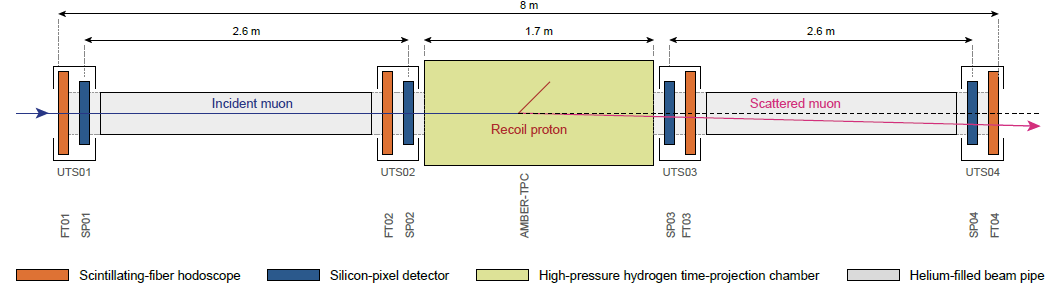 8 m
2.6 m
1.7 m
2.6 m
Incident muon
Scattered muon
Recoil proton
UTS01
UTS02
UTS03
UTS04
FT01
SP01
FT02
SP02
AMBER-TPC
SP03
FT03
SP04
FT04
Scintillating-fiber hodoscope
Silicon-pixel detector
High-pressure hydrogen time-projection chamber
Helium-filled beam pipe